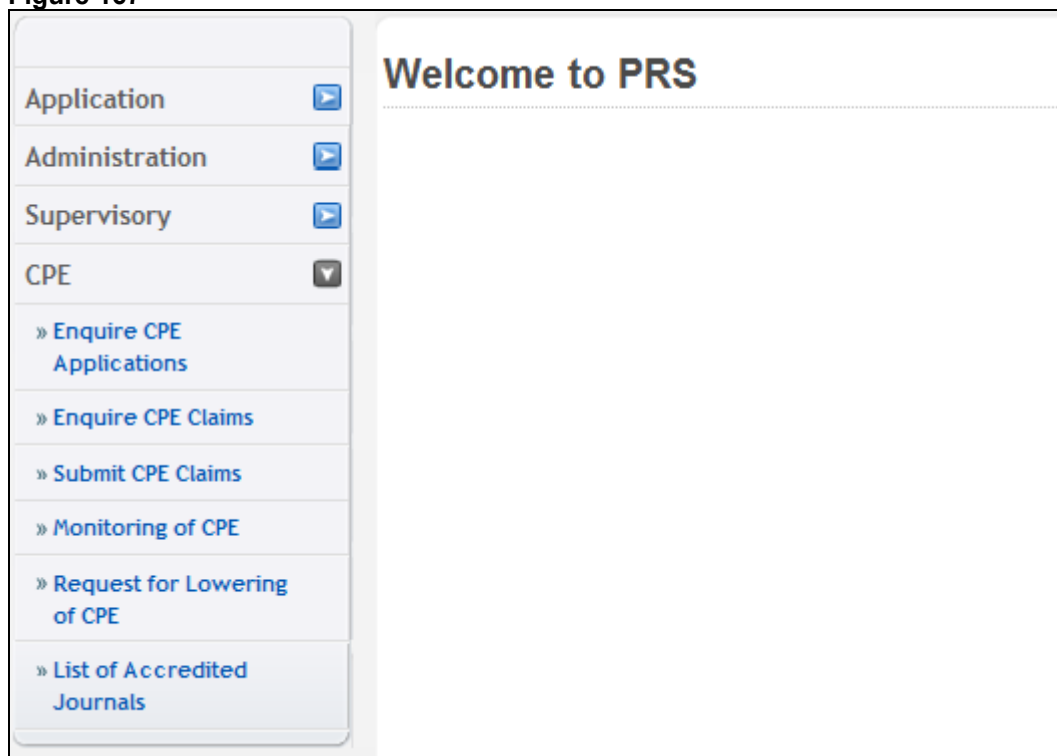 Application
Administration
Supervisory
CPE
» Enquire CPE
Applications
» Enquire CPE Claims
» Submit CPE Claims
» Monitoring of CPE
» Request for Lowering
of CPE
» List of Accredited
Journals
Welcome to PRS